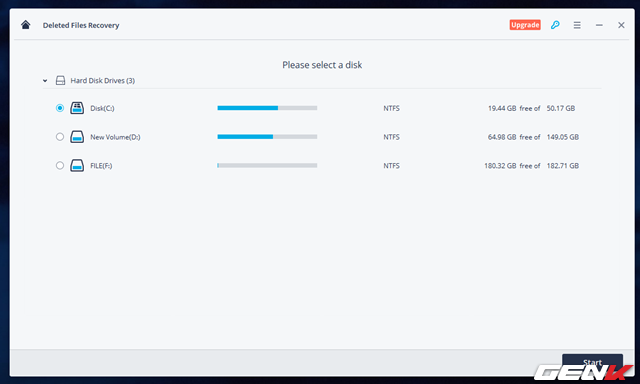 Deleted Files Recovery
Upgrade
Please select a disk
Hard Disk Drives (3)
Disk(C:) NTFS 19.44 GB free of 50.17 GB
New Volume(D:) NTFS 64.98 GB free of 149.05 GB
FILE(F:) NTFS 180.32 GB free of 182.71 GB
Start
GENK